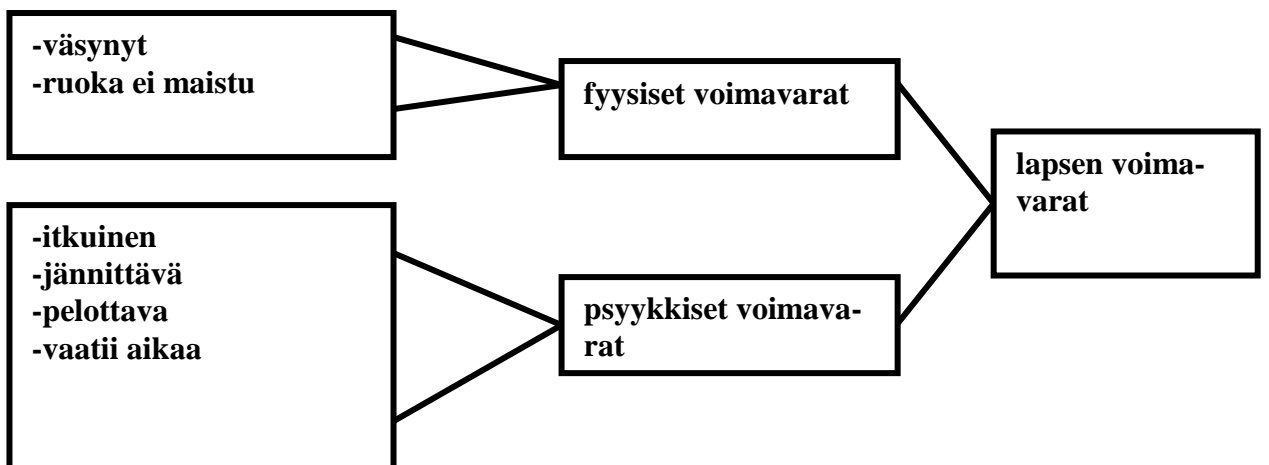 -väsynyt
-ruoka ei maistu
fyysiset voimavarat
lapsen voima-
varat
-itkuinen
-jännittävä
-pelottava
-vaatii aikaa
psyykkiset voimava-
rat